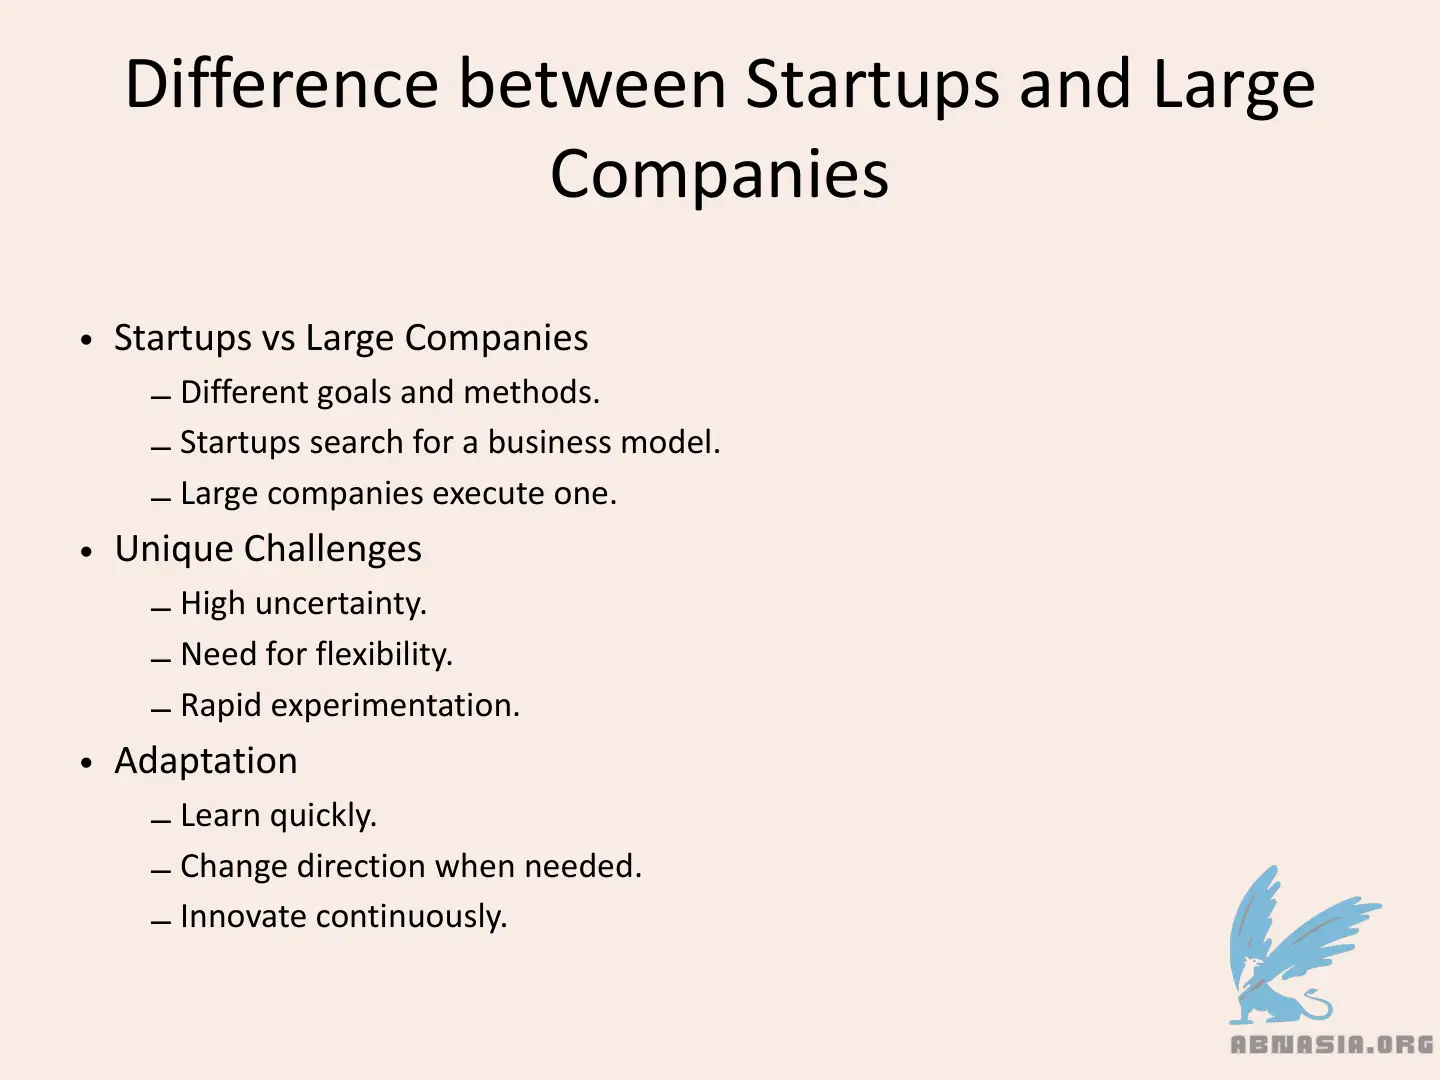 Difference between Startups and Large
Companies
• Startups vs Large Companies
– Different goals and methods.
– Startups search for a business model.
– Large companies execute one.
• Unique Challenges
– High uncertainty.
– Need for flexibility.
– Rapid experimentation.
• Adaptation
– Learn quickly.
– Change direction when needed.
– Innovate continuously.
ABNASIA.ORG